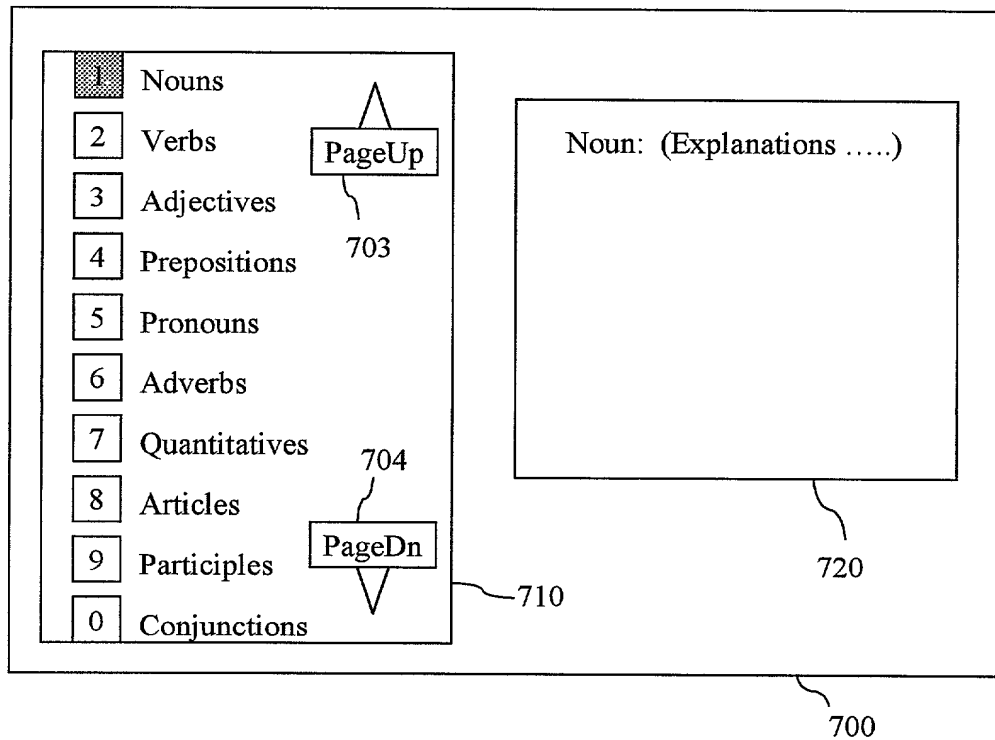 1 Nouns
2 Verbs
3 Adjectives
4 Prepositions
5 Pronouns
6 Adverbs
7 Quantitatives
8 Articles
9 Participles
0 Conjunctions
PageUp
703
704
PageDn
710
Noun: (Explanations .....)
720
700